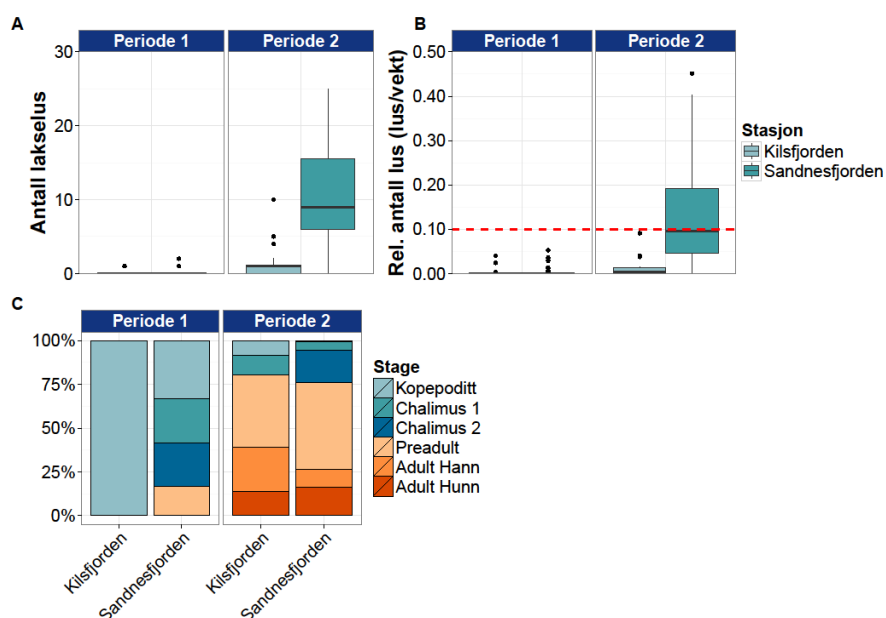 A
Periode 1
Periode 2
Antall lakselus
30
20
10
0
B
Periode 1
Periode 2
Rel. antall lus (lus/vekt)
0.50
0.40
0.30
0.20
0.10
0.00
Stasjon
Kilsfjorden
Sandnesfjorden
C
Periode 1
Periode 2
100%
75%
50%
25%
0%
Kilsfjorden
Sandnesfjorden
Kilsfjorden
Sandnesfjorden
Stage
Kopepoditt
Chalimus 1
Chalimus 2
Preadult
Adult Hann
Adult Hunn